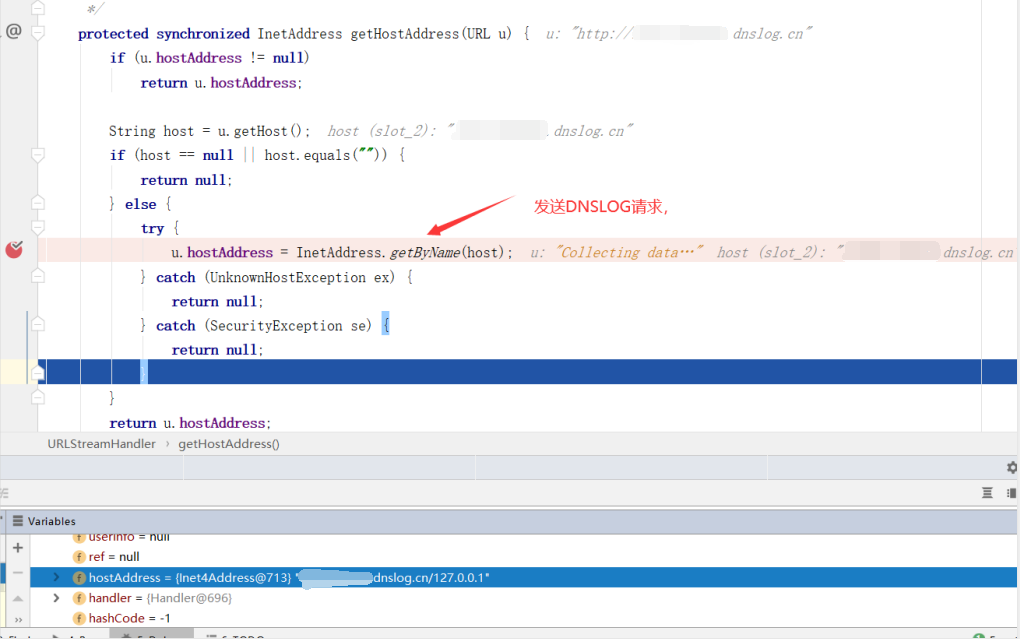 */
@ protected synchronized InetAddress getHostAddress(URL u) { u: "http:// dnslog.cn"
if (u.hostAddress != null)
return u.hostAddress;
String host = u.getHost(); host (slot_2): " .dnslog.cn"
if (host == null || host.equals("")) {
return null;
} else {
发送DNSLOG请求，
try {
u.hostAddress = InetAddress.getByName(host); u: "Collecting data…" host (slot_2): " dnslog.cn
} catch (UnknownHostException ex) {
return null;
} catch (SecurityException se) {
return null;
}
}
return u.hostAddress;
URLStreamHandler › getHostAddress()
Variables
userInfo = null
ref = null
hostAddress = {Inet4Address@713} " dnslog.cn/127.0.0.1"
handler = {Handler@696}
hashCode = -1